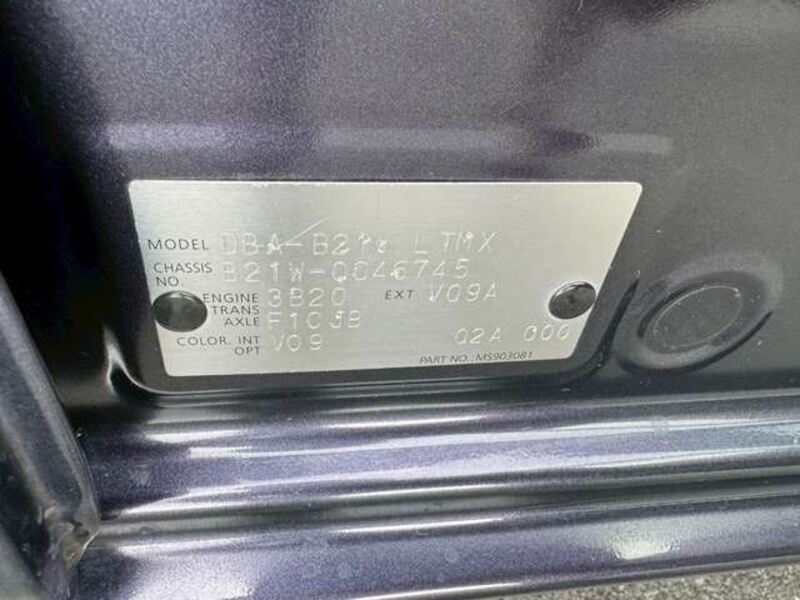 MODEL DBA-B21W LTMX
CHASSIS NO. B21W-0046745
ENGINE 3B20 EXT V09A
TRANS AXLE F1CJB
COLOR. INT OPT V09 02A 000
PART NO.: MS903081